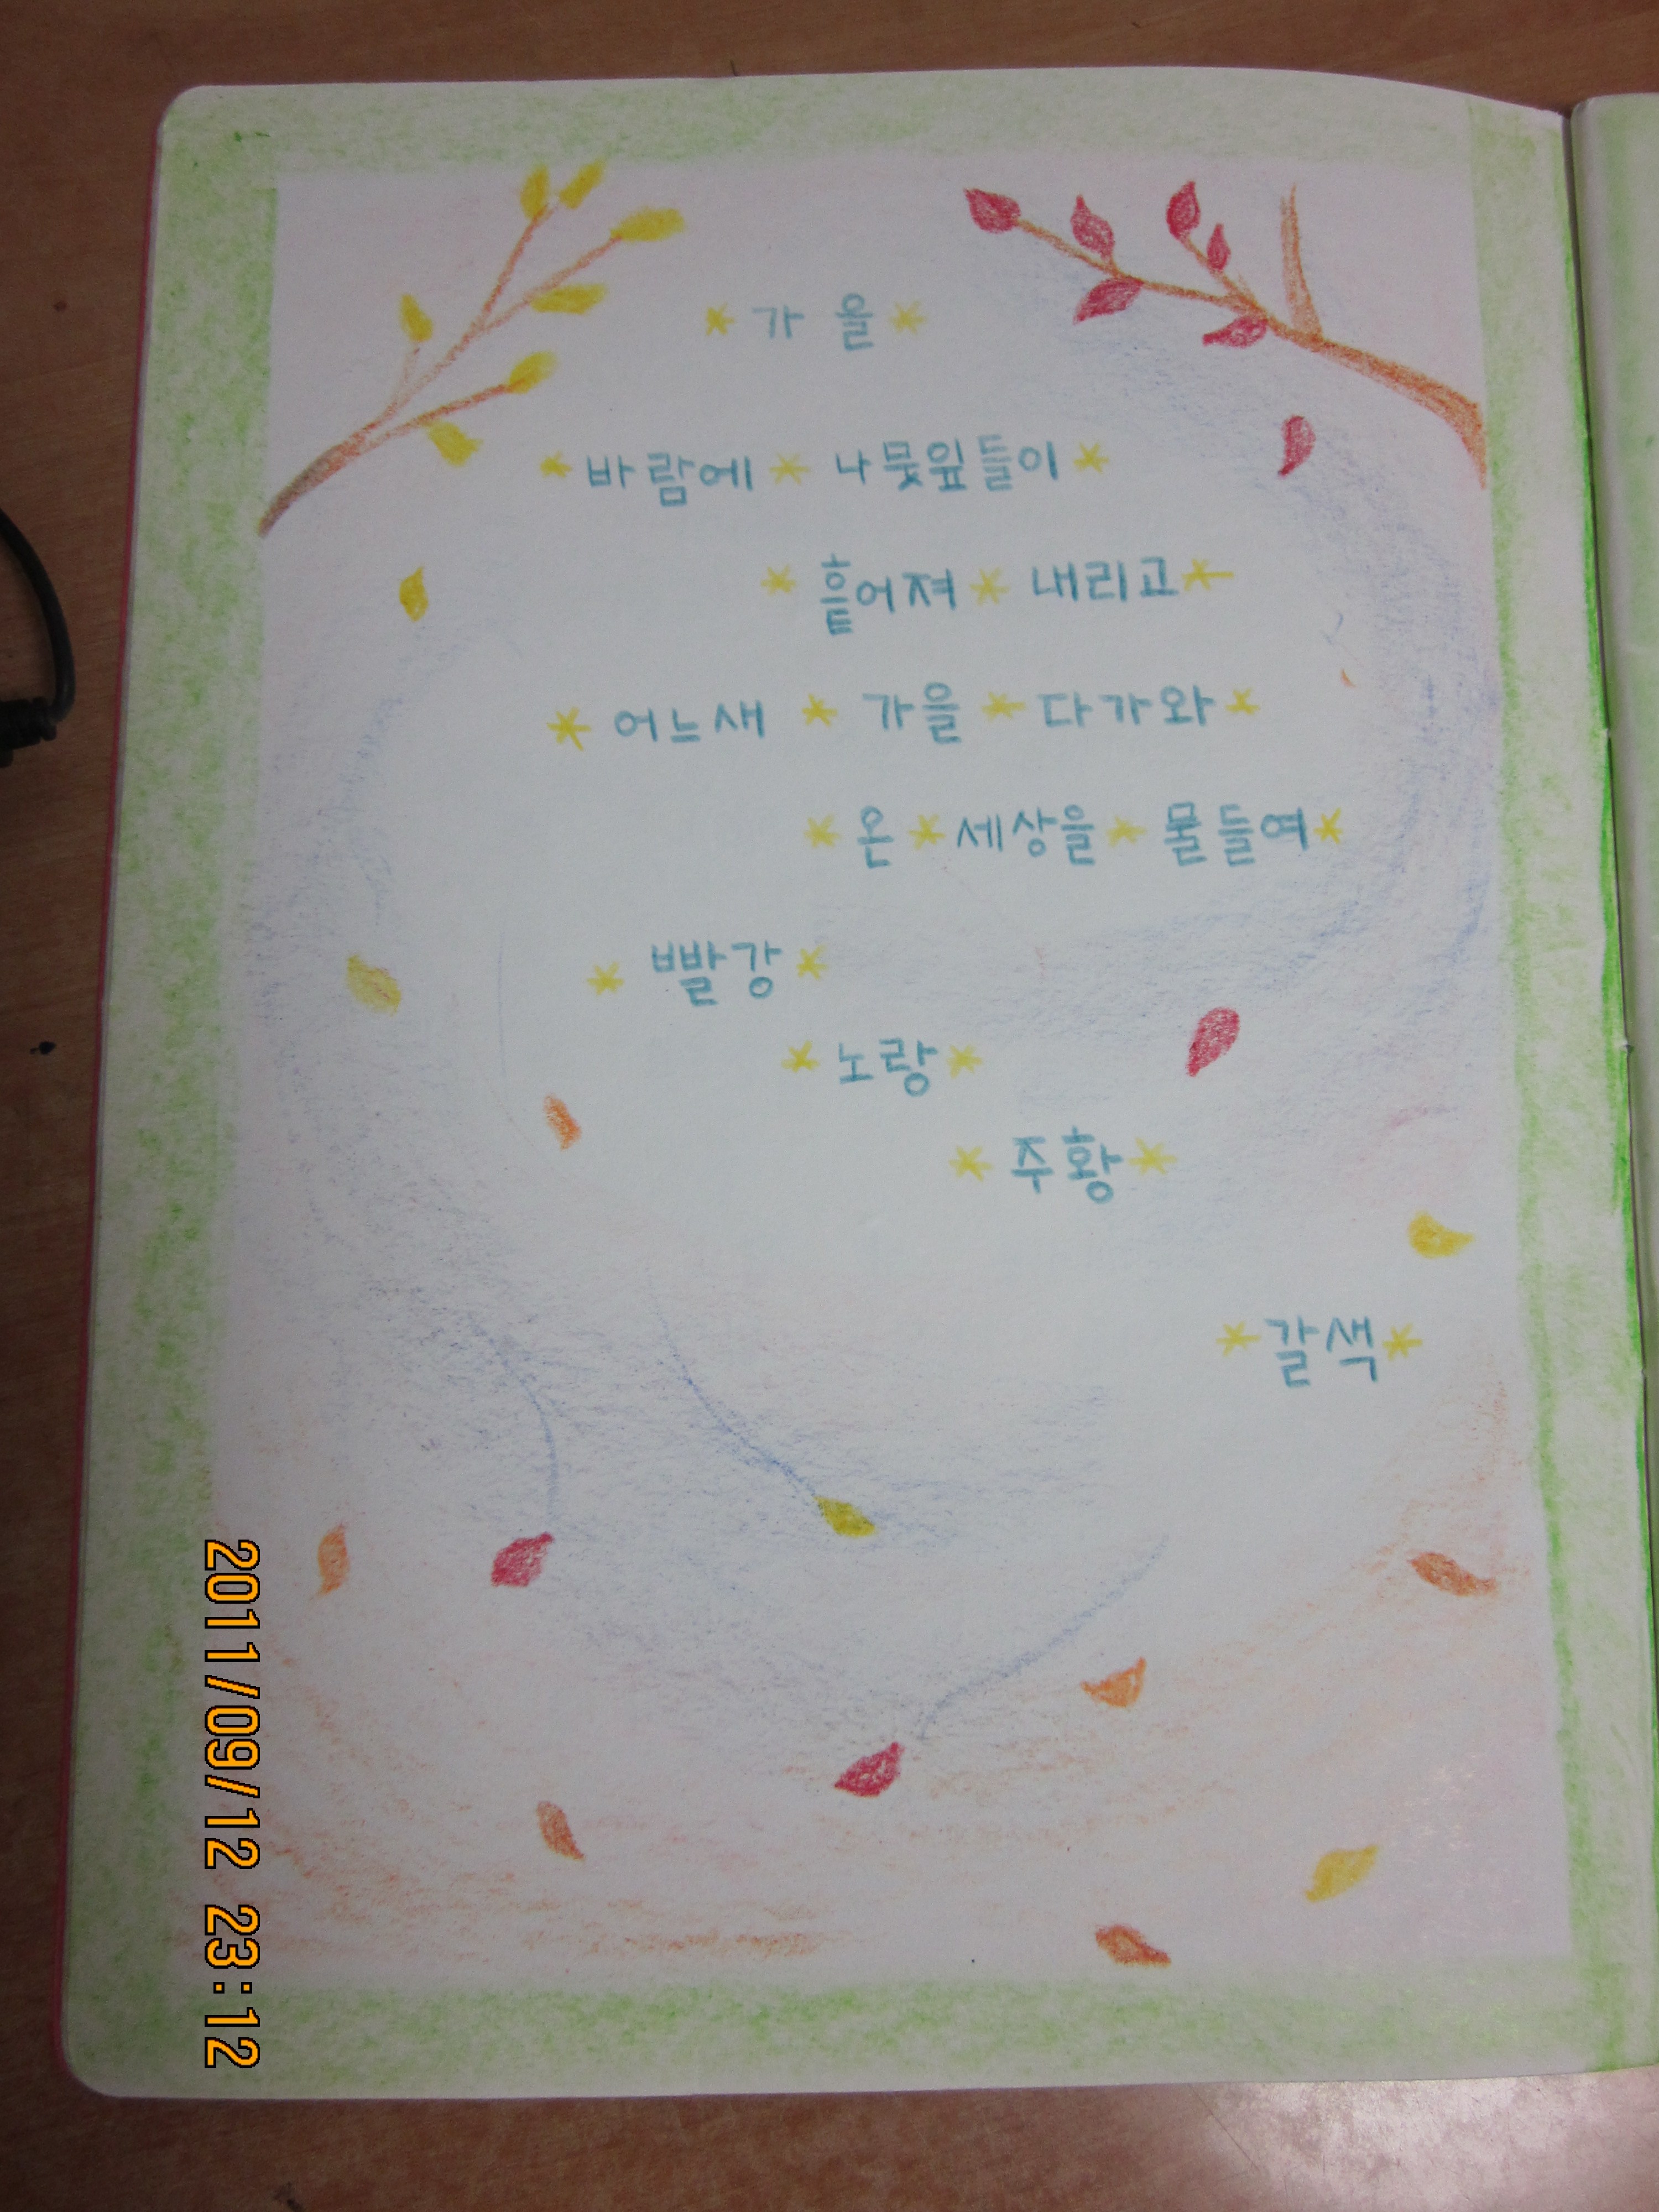 * 가 을 *
* 바람에 * 나뭇잎들이 *
* 흩어져 * 내리고 *
* 어느새 * 가을 * 다가와 *
* 온 * 세상을 * 물들여 *
* 빨강 *
* 노랑 *
* 주황 *
* 갈색 *
2011/09/12 23:12